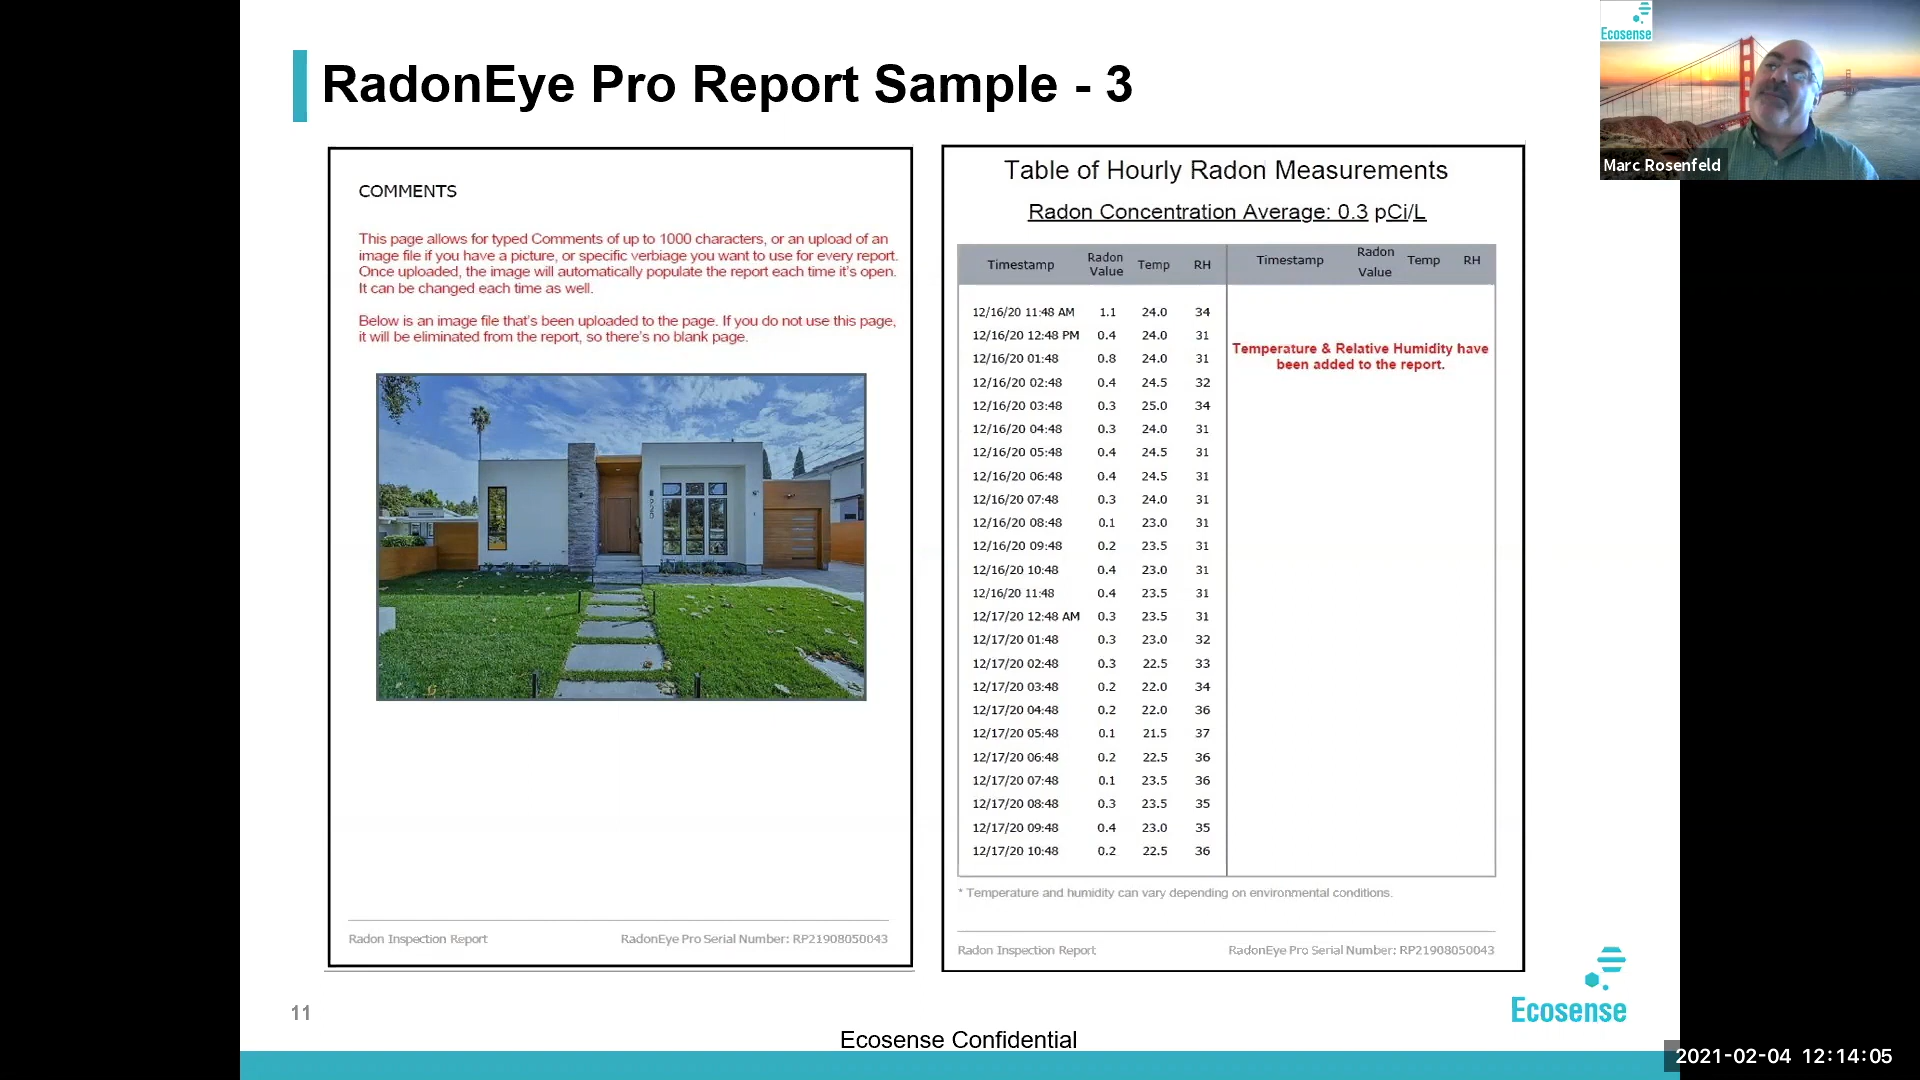 RadonEye Pro Report Sample - 3
COMMENTS
This page allows for typed Comments of up to 1000 characters, or an upload of an
image file if you have a picture, or specific verbiage you want to use for every report.
Once uploaded, the image will automatically populate the report each time it's open.
It can be changed each time as well.
Below is an image file that's been uploaded to the page. If you do not use this page,
it will be eliminated from the report, so there's no blank page.
Radon Inspection Report RadonEye Pro Serial Number: RP21908050043
Table of Hourly Radon Measurements
Radon Concentration Average: 0.3 pCi/L
Timestamp Radon Value Temp RH Timestamp Radon Value Temp RH
12/16/20 11:48 AM 1.1 24.0 34
12/16/20 12:48 PM 0.4 24.0 31
12/16/20 01:48 0.8 24.0 31
12/16/20 02:48 0.4 24.5 32
12/16/20 03:48 0.3 25.0 34
12/16/20 04:48 0.3 24.0 31
12/16/20 05:48 0.4 24.5 31
12/16/20 06:48 0.4 24.5 31
12/16/20 07:48 0.3 24.0 31
12/16/20 08:48 0.1 23.0 31
12/16/20 09:48 0.2 23.5 31
12/16/20 10:48 0.4 23.0 31
12/16/20 11:48 0.4 23.5 31
12/17/20 12:48 AM 0.3 23.5 31
12/17/20 01:48 0.3 23.0 32
12/17/20 02:48 0.3 22.5 33
12/17/20 03:48 0.2 22.0 34
12/17/20 04:48 0.2 22.0 36
12/17/20 05:48 0.1 21.5 37
12/17/20 06:48 0.2 22.5 36
12/17/20 07:48 0.1 23.5 36
12/17/20 08:48 0.3 23.5 35
12/17/20 09:48 0.4 23.0 35
12/17/20 10:48 0.2 22.5 36
Temperature & Relative Humidity have
been added to the report.
* Temperature and humidity can vary depending on environmental conditions.
Radon Inspection Report RadonEye Pro Serial Number: RP21908050043
Ecosense
Marc Rosenfeld
11
Ecosense Confidential
Ecosense
2021-02-04 12:14:05